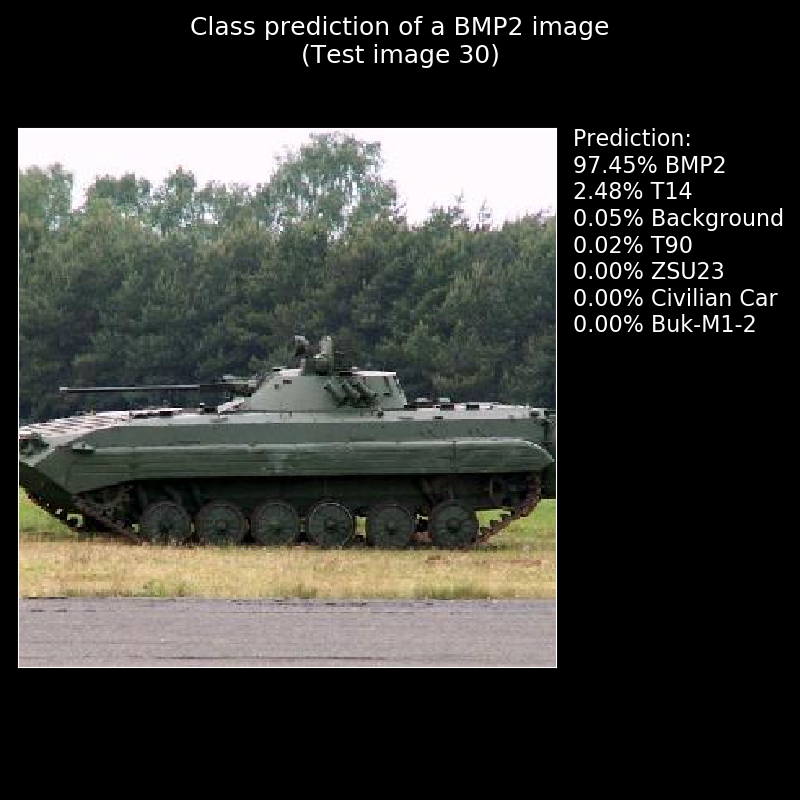 Class prediction of a BMP2 image
(Test image 30)
Prediction:
97.45% BMP2
2.48% T14
0.05% Background
0.02% T90
0.00% ZSU23
0.00% Civilian Car
0.00% Buk-M1-2